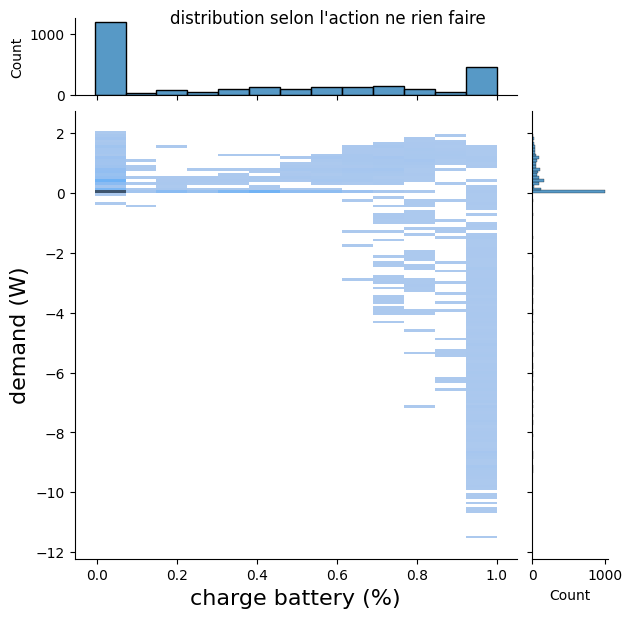 distribution selon l'action ne rien faire
Count
1000
0
2
0
−2
−4
−6
−8
−10
−12
demand (W)
0.0 0.2 0.4 0.6 0.8 1.0
charge battery (%)
0 1000
Count